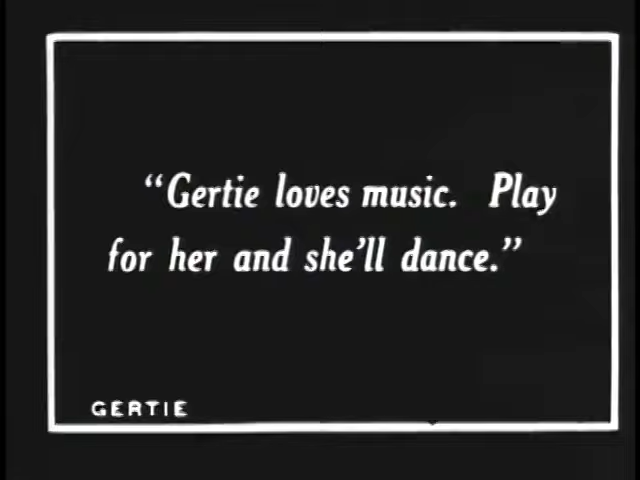 “Gertie loves music. Play
for her and she’ll dance.”
GERTIE